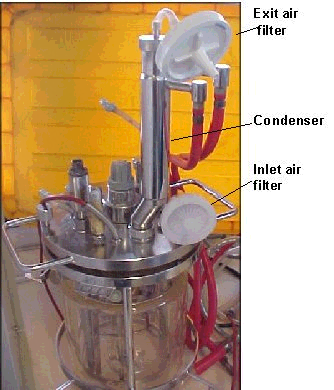 Exit air
filter
Condenser
Inlet air
filter